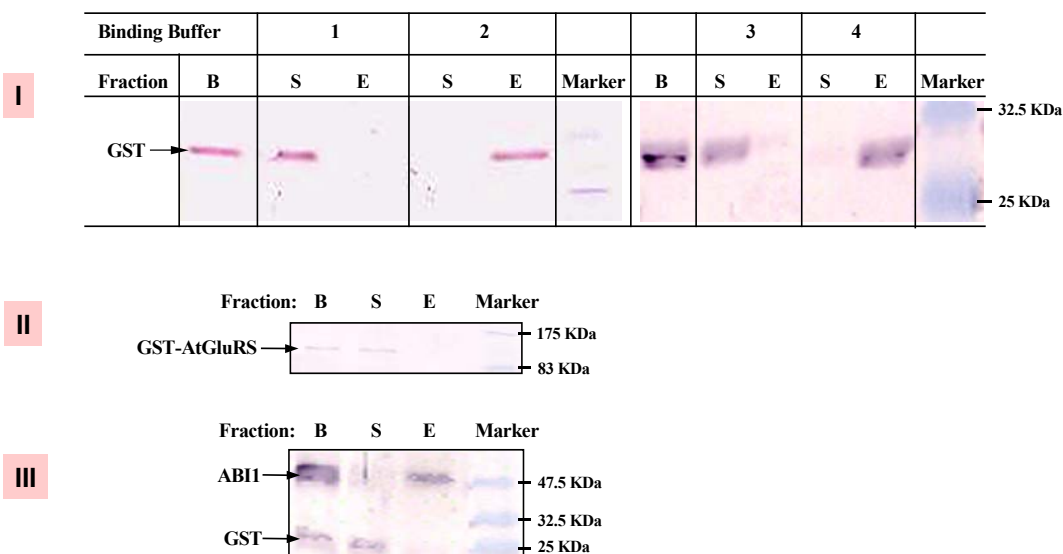 Binding Buffer 1 2 3 4
Fraction B S E S E Marker B S E S E Marker
I
32.5 KDa
GST
25 KDa
Fraction: B S E Marker
II
175 KDa
GST-AtGluRS
83 KDa
Fraction: B S E Marker
III
ABI1
47.5 KDa
32.5 KDa
GST
25 KDa